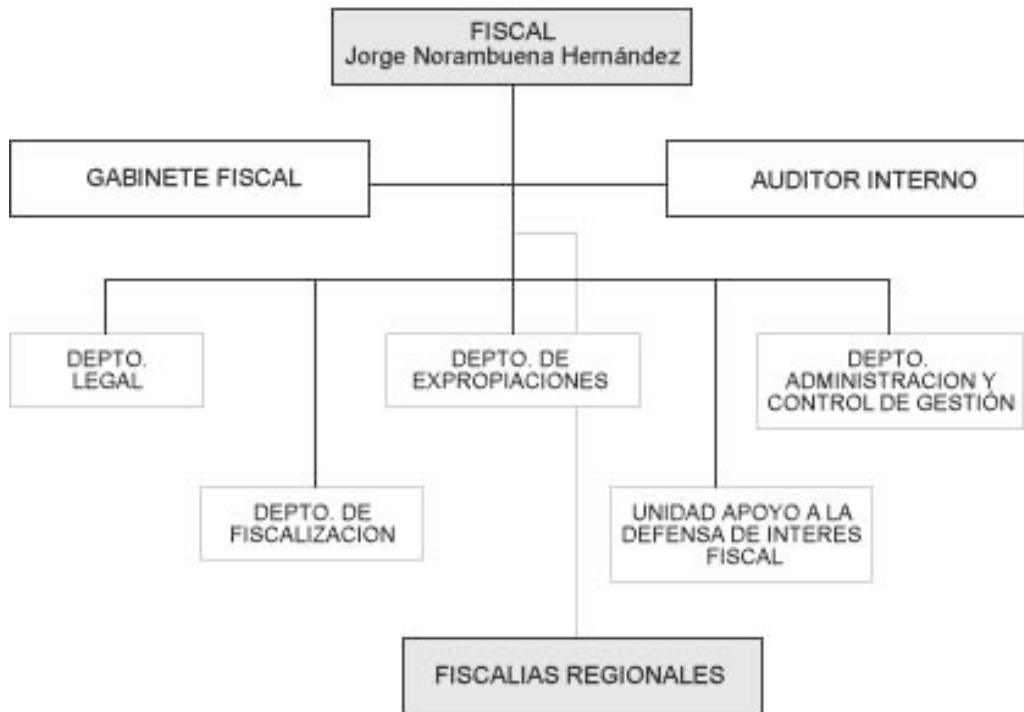 FISCAL
Jorge Norambuena Hernández
GABINETE FISCAL
AUDITOR INTERNO
DEPTO.
LEGAL
DEPTO. DE
EXPROPIACIONES
DEPTO.
ADMINISTRACION Y
CONTROL DE GESTIÓN
DEPTO. DE
FISCALIZACION
UNIDAD APOYO A LA
DEFENSA DE INTERES
FISCAL
FISCALIAS REGIONALES